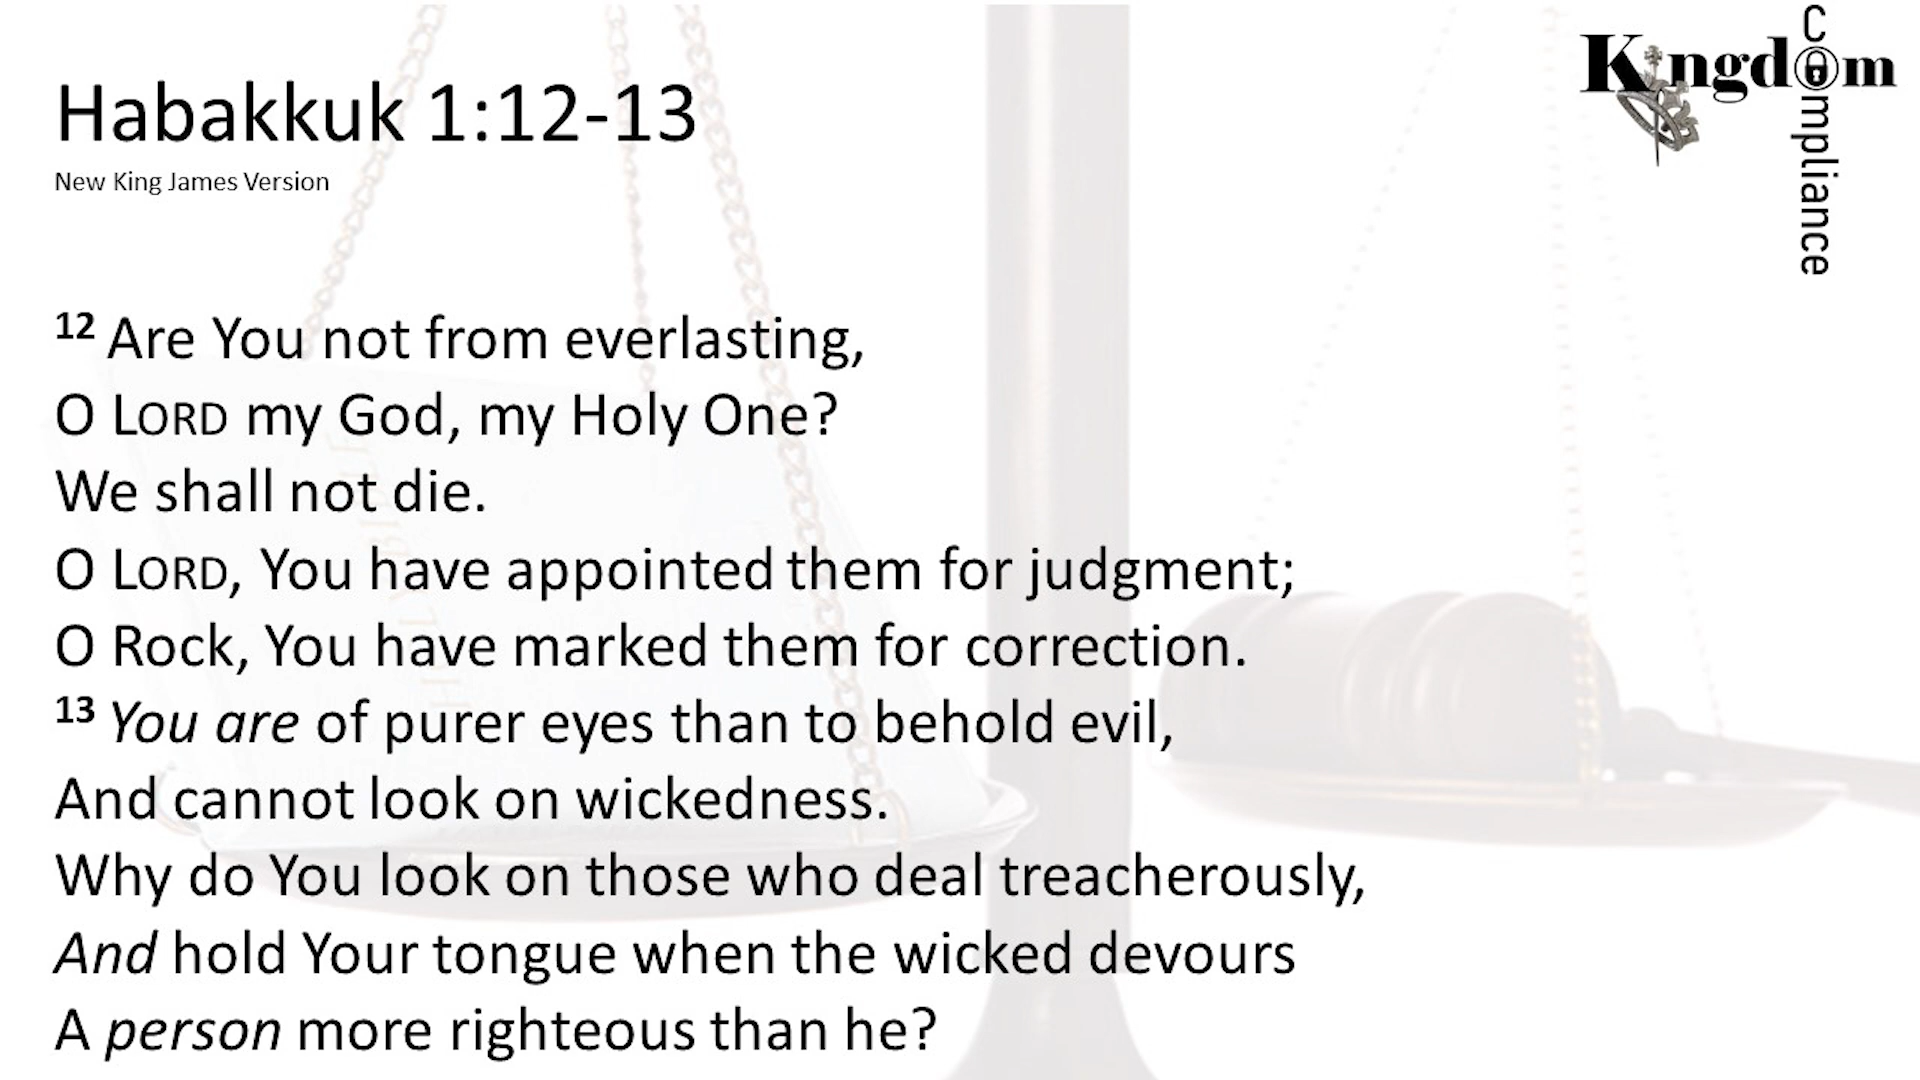 Habakkuk 1:12-13
New King James Version
Kingdom
Compliance
12 Are You not from everlasting,
O LORD my God, my Holy One?
We shall not die.
O LORD, You have appointed them for judgment;
O Rock, You have marked them for correction.
13 You are of purer eyes than to behold evil,
And cannot look on wickedness.
Why do You look on those who deal treacherously,
And hold Your tongue when the wicked devours
A person more righteous than he?